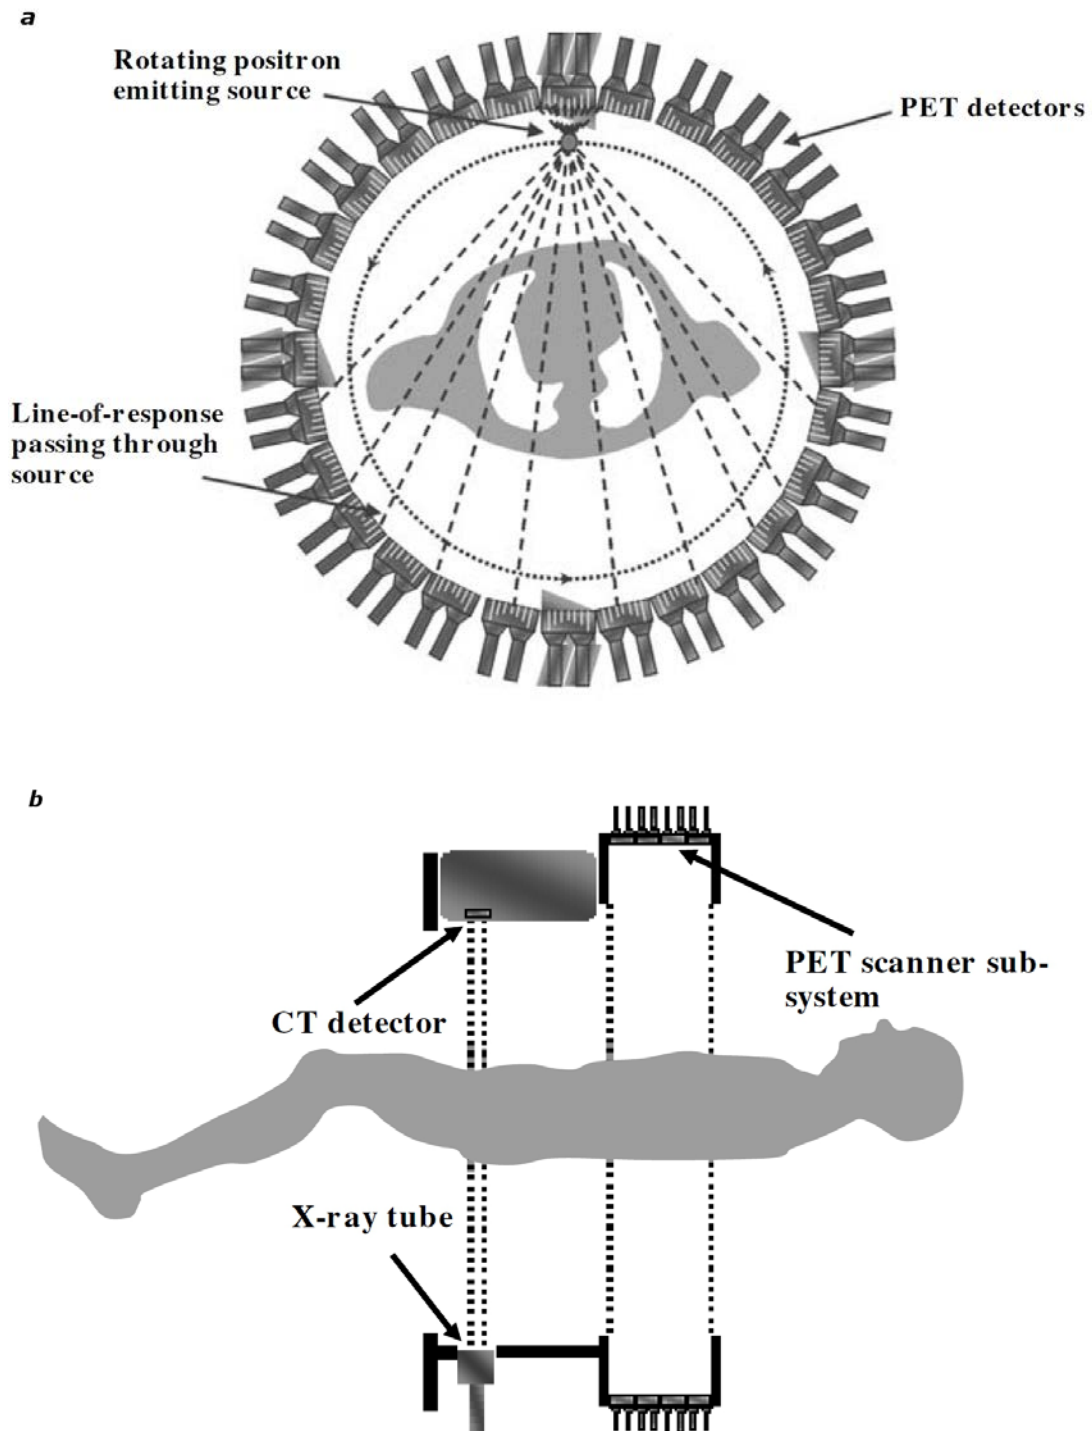 a
Rotating positron
emitting source
PET detectors
Line-of-response
passing through
source
b
PET scanner sub-
system
CT detector
X-ray tube